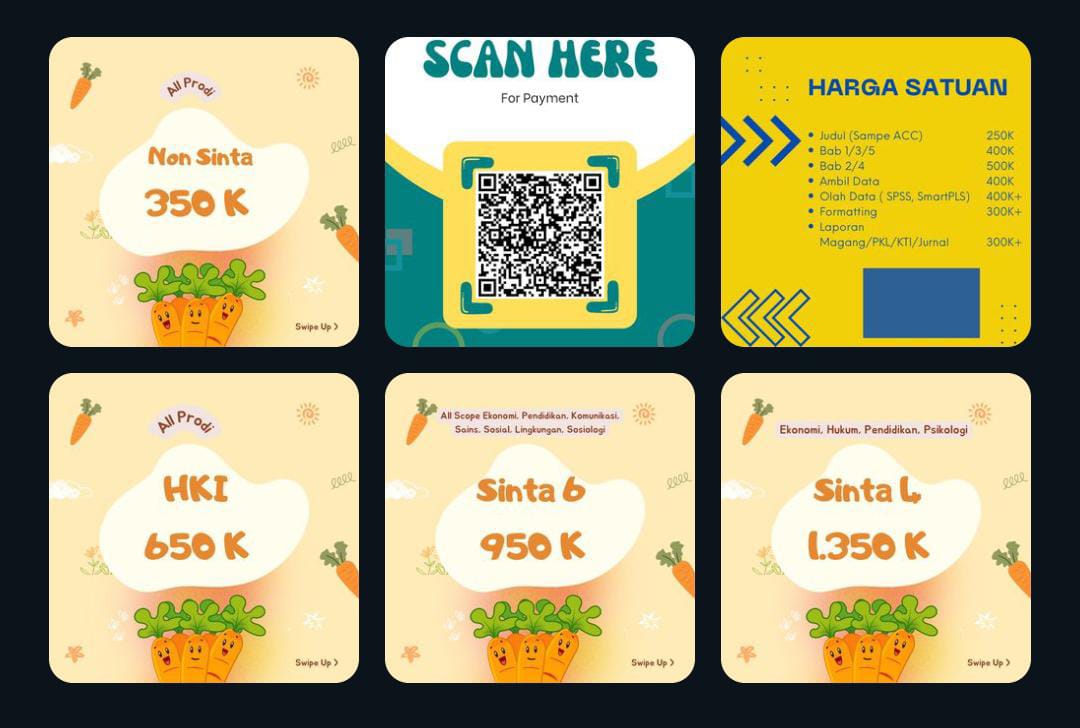 All Prodi
Non Sinta
350 K
Swipe Up >
SCAN HERE
For Payment
HARGA SATUAN
• Judul (Sampe ACC) 250K
• Bab 1/3/5 400K
• Bab 2/4 500K
• Ambil Data 400K
• Olah Data ( SPSS, SmartPLS) 400K+
• Formatting 300K+
• Laporan
Magang/PKL/KTI/Jurnal 300K+
All Prodi
HKI
650 K
Swipe Up >
All Scope Ekonomi, Pendidikan, Komunikasi,
Sains, Sosial, Lingkungan, Sosiologi
Sinta 6
950 K
Swipe Up >
Ekonomi, Hukum, Pendidikan, Psikologi
Sinta 4
1.350 K
Swipe Up >